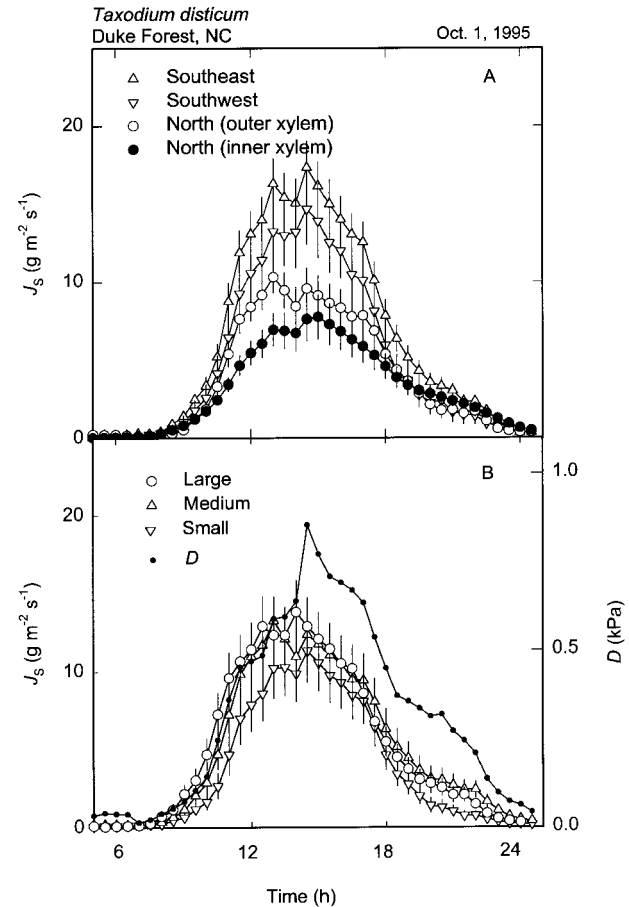 Taxodium disticum
Duke Forest, NC Oct. 1, 1995
A
Southeast
Southwest
North (outer xylem)
North (inner xylem)
20
10
0
J_S (g m⁻² s⁻¹)
B
Large
Medium
Small
D
20
10
0
J_S (g m⁻² s⁻¹)
1.0
0.5
0.0
D (kPa)
6 12 18 24
Time (h)